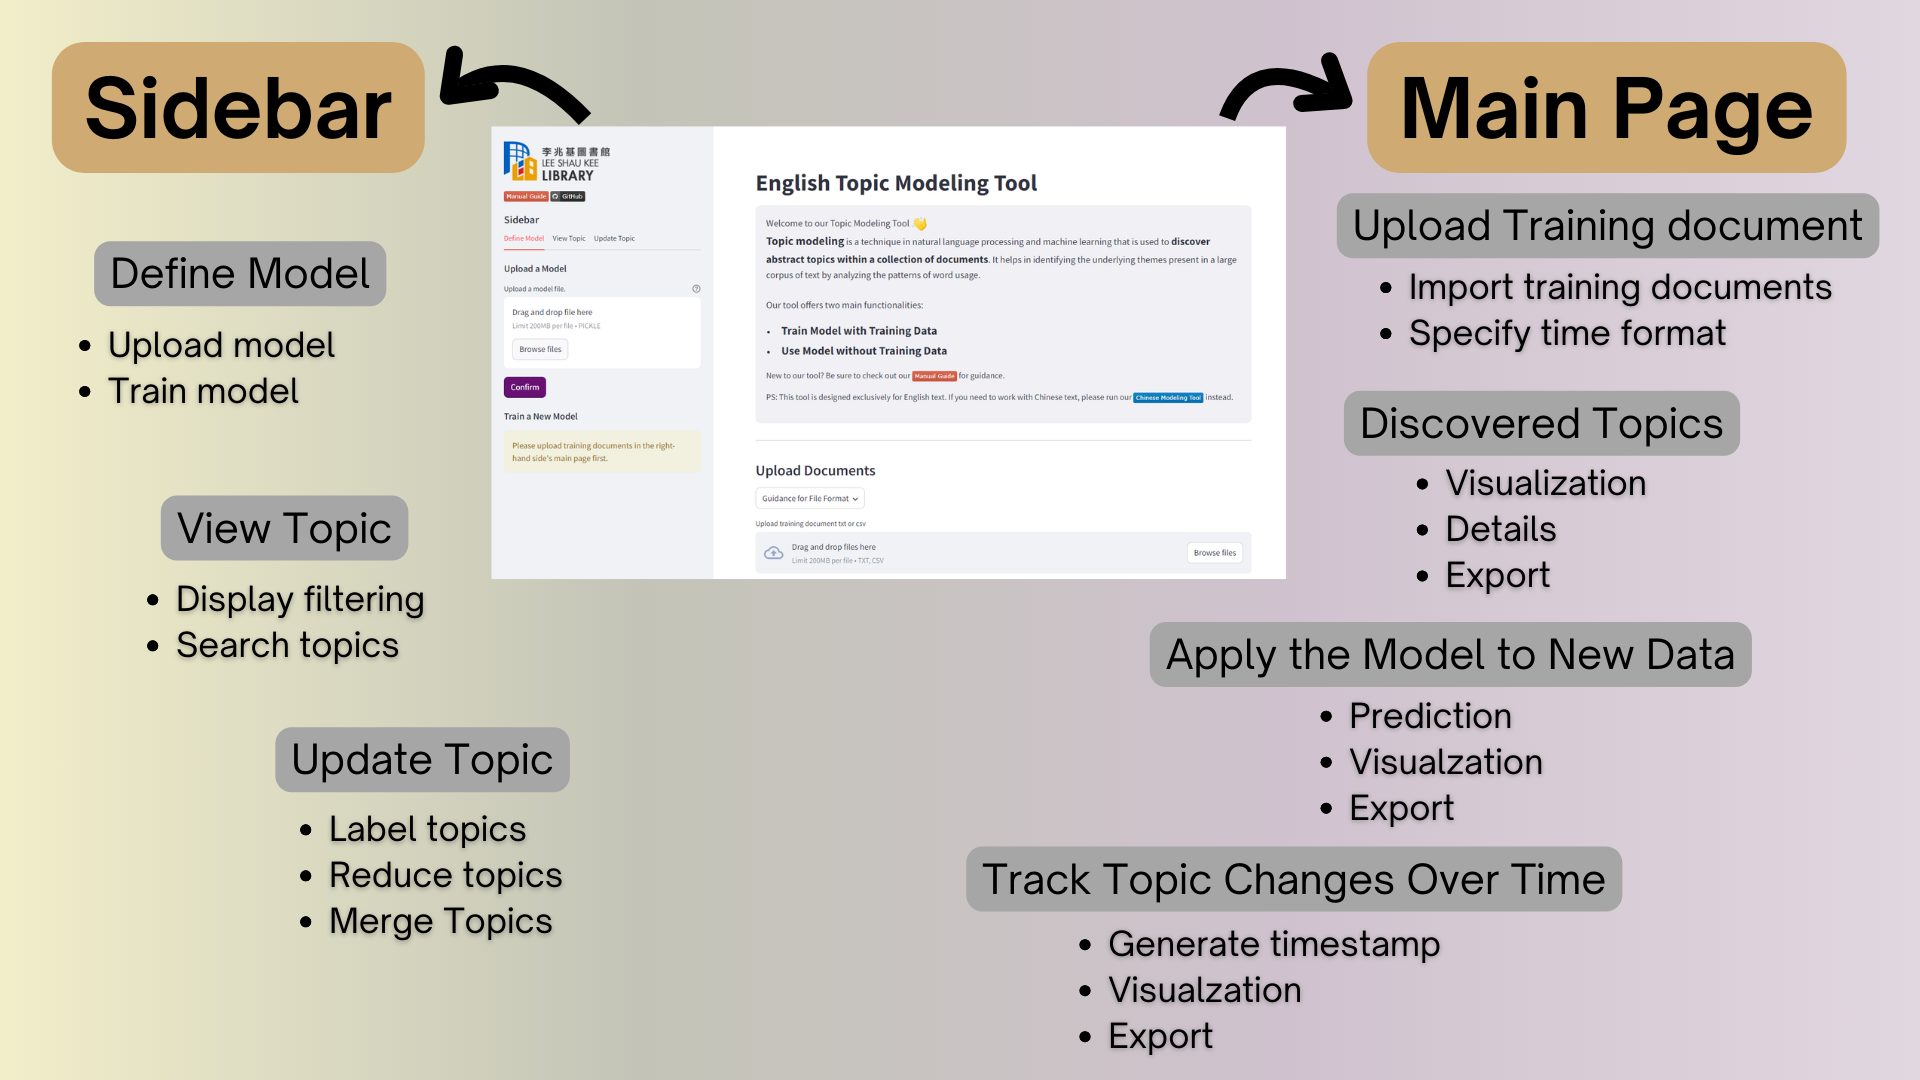 Sidebar
Define Model
Upload model
Train model
View Topic
Display filtering
Search topics
Update Topic
Label topics
Reduce topics
Merge Topics
李兆基圖書館
LEE SHAU KEE
LIBRARY
Manual Guide GitHub
Sidebar
Define Model View Topic Update Topic
Upload a Model
Upload a model file.
Drag and drop file here
Limit 200MB per file • PICKLE
Browse files
Confirm
Train a New Model
Please upload training documents in the right-
hand side's main page first.
English Topic Modeling Tool
Welcome to our Topic Modeling Tool 👋
Topic modeling is a technique in natural language processing and machine learning that is used to discover
abstract topics within a collection of documents. It helps in identifying the underlying themes present in a large
corpus of text by analyzing the patterns of word usage.
Our tool offers two main functionalities:
• Train Model with Training Data
• Use Model without Training Data
New to our tool? Be sure to check out our Manual Guide for guidance.
PS: This tool is designed exclusively for English text. If you need to work with Chinese text, please run our Chinese Modeling Tool instead.
Upload Documents
Guidance for File Format
Upload training document txt or csv
Drag and drop files here
Limit 200MB per file • TXT, CSV
Browse files
Main Page
Upload Training document
Import training documents
Specify time format
Discovered Topics
Visualization
Details
Export
Apply the Model to New Data
Prediction
Visualzation
Export
Track Topic Changes Over Time
Generate timestamp
Visualzation
Export